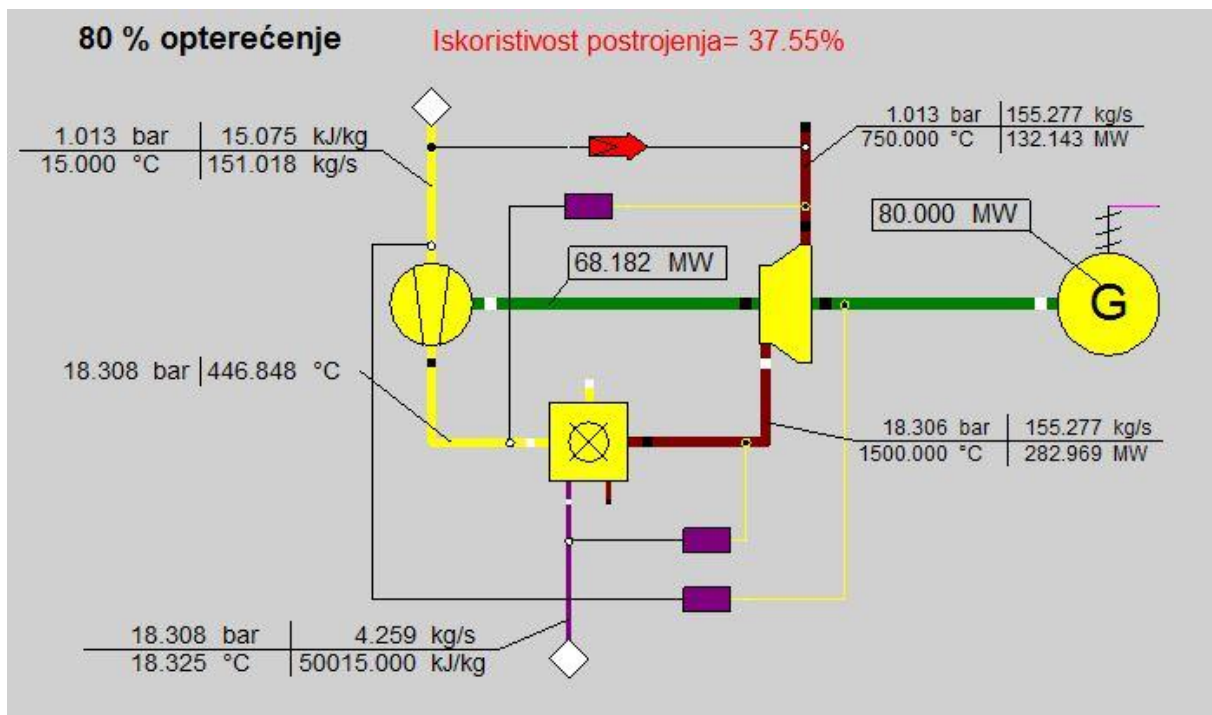 80 % opterećenje
Iskoristivost postrojenja= 37.55%
1.013 bar 15.075 kJ/kg
15.000 °C 151.018 kg/s
1.013 bar 155.277 kg/s
750.000 °C 132.143 MW
80.000 MW
68.182 MW
G
18.308 bar 446.848 °C
18.306 bar 155.277 kg/s
1500.000 °C 282.969 MW
18.308 bar 4.259 kg/s
18.325 °C 50015.000 kJ/kg